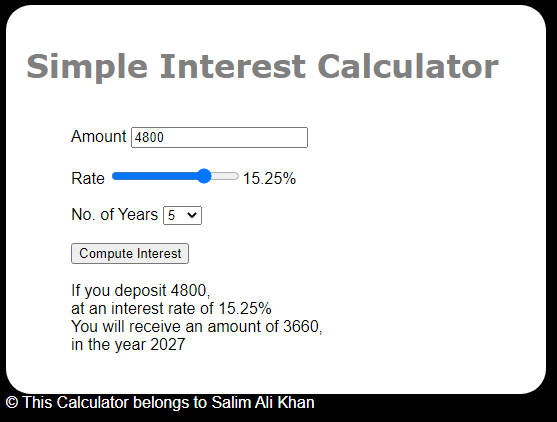 Simple Interest Calculator
Amount 4800
Rate 15.25%
No. of Years 5
Compute Interest
If you deposit 4800,
at an interest rate of 15.25%
You will receive an amount of 3660,
in the year 2027
© This Calculator belongs to Salim Ali Khan